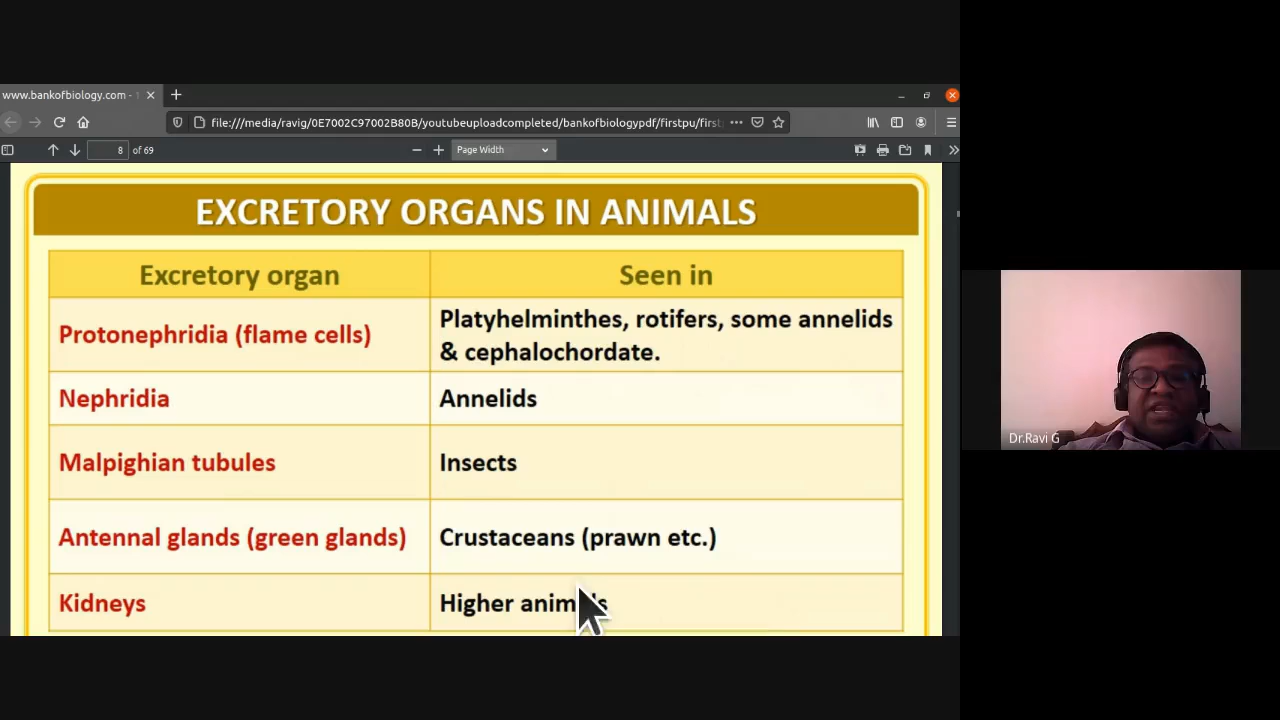 www.bankofbiology.com -
file:///media/ravig/0E7002C97002B80B/youtubeuploadcompleted/bankofbiologypdf/firstpu/first
8 of 69
Page Width
EXCRETORY ORGANS IN ANIMALS
Excretory organ
Seen in
Protonephridia (flame cells)
Platyhelminthes, rotifers, some annelids
& cephalochordate.
Nephridia
Annelids
Malpighian tubules
Insects
Antennal glands (green glands)
Crustaceans (prawn etc.)
Kidneys
Higher animals
Dr.Ravi G